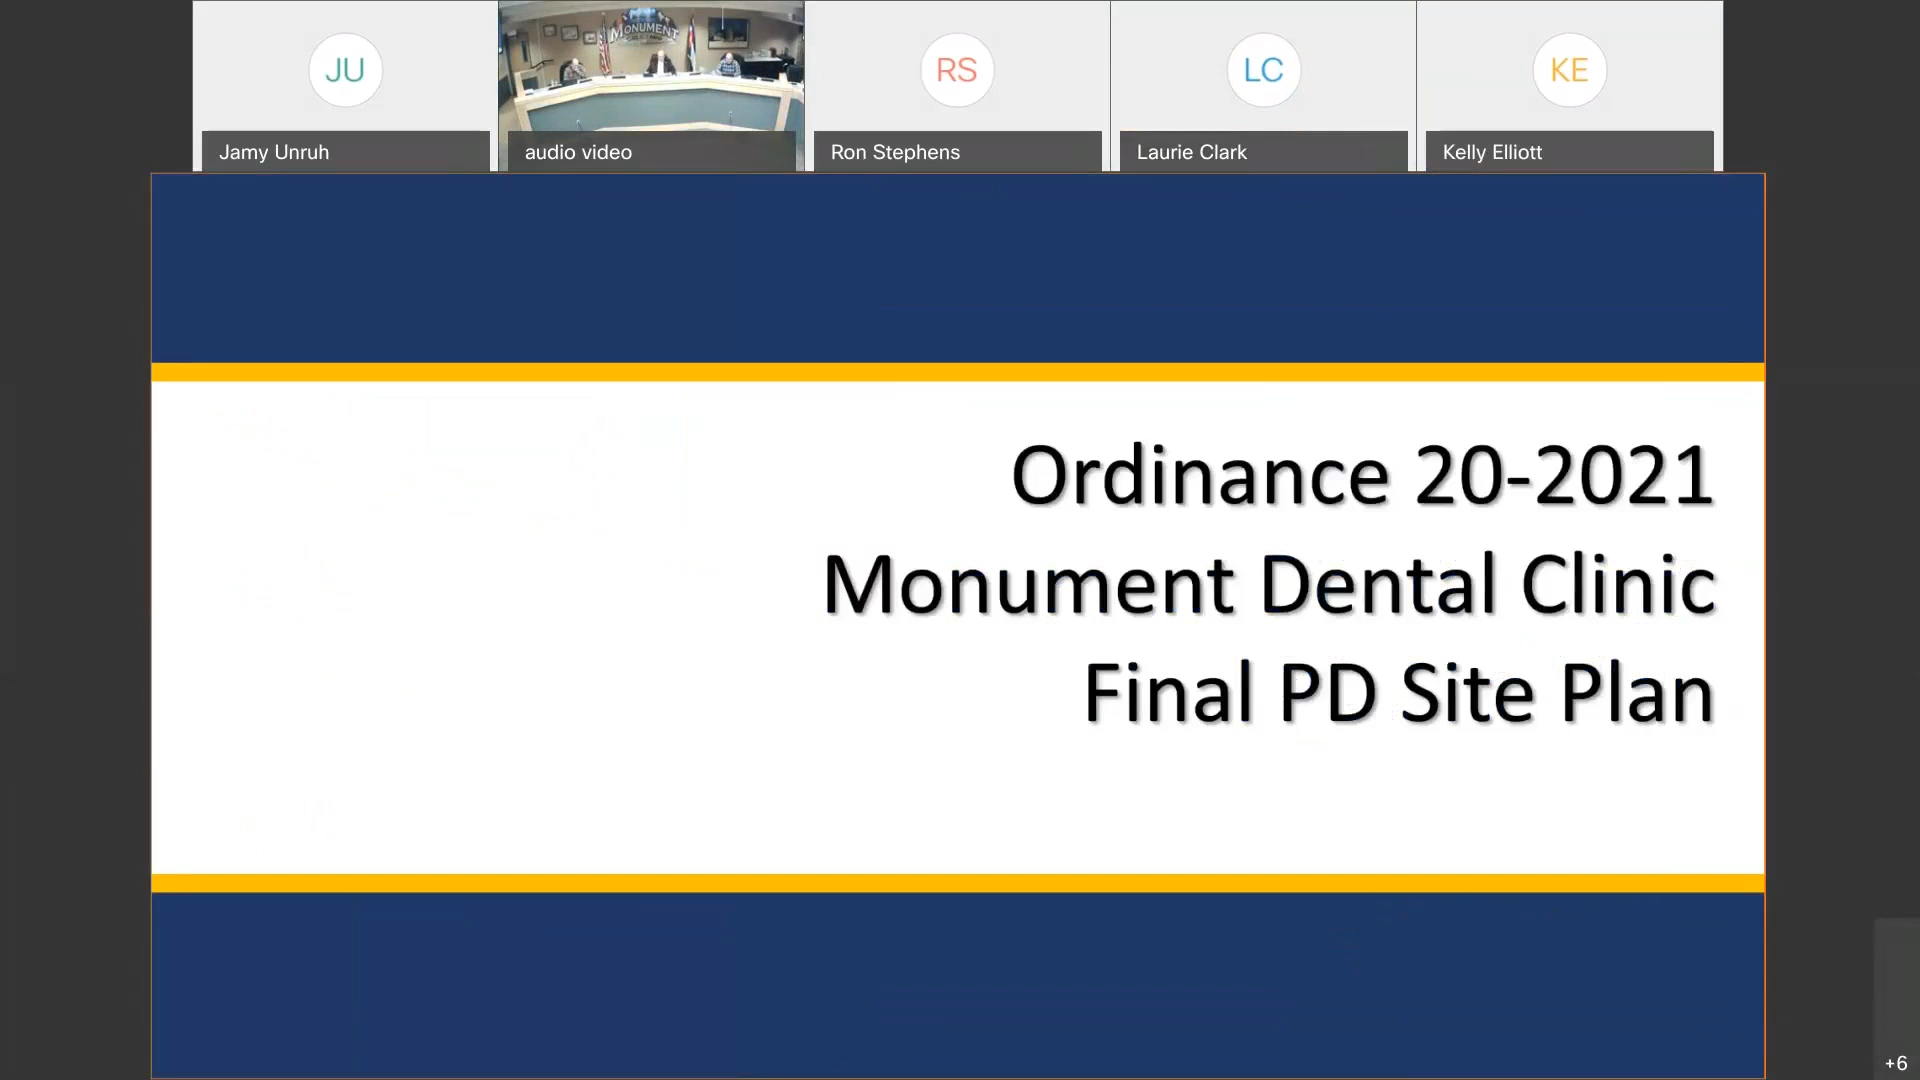 JU
Jamy Unruh
MONUMENT
audio video
RS
Ron Stephens
LC
Laurie Clark
KE
Kelly Elliott
Ordinance 20-2021
Monument Dental Clinic
Final PD Site Plan
+6